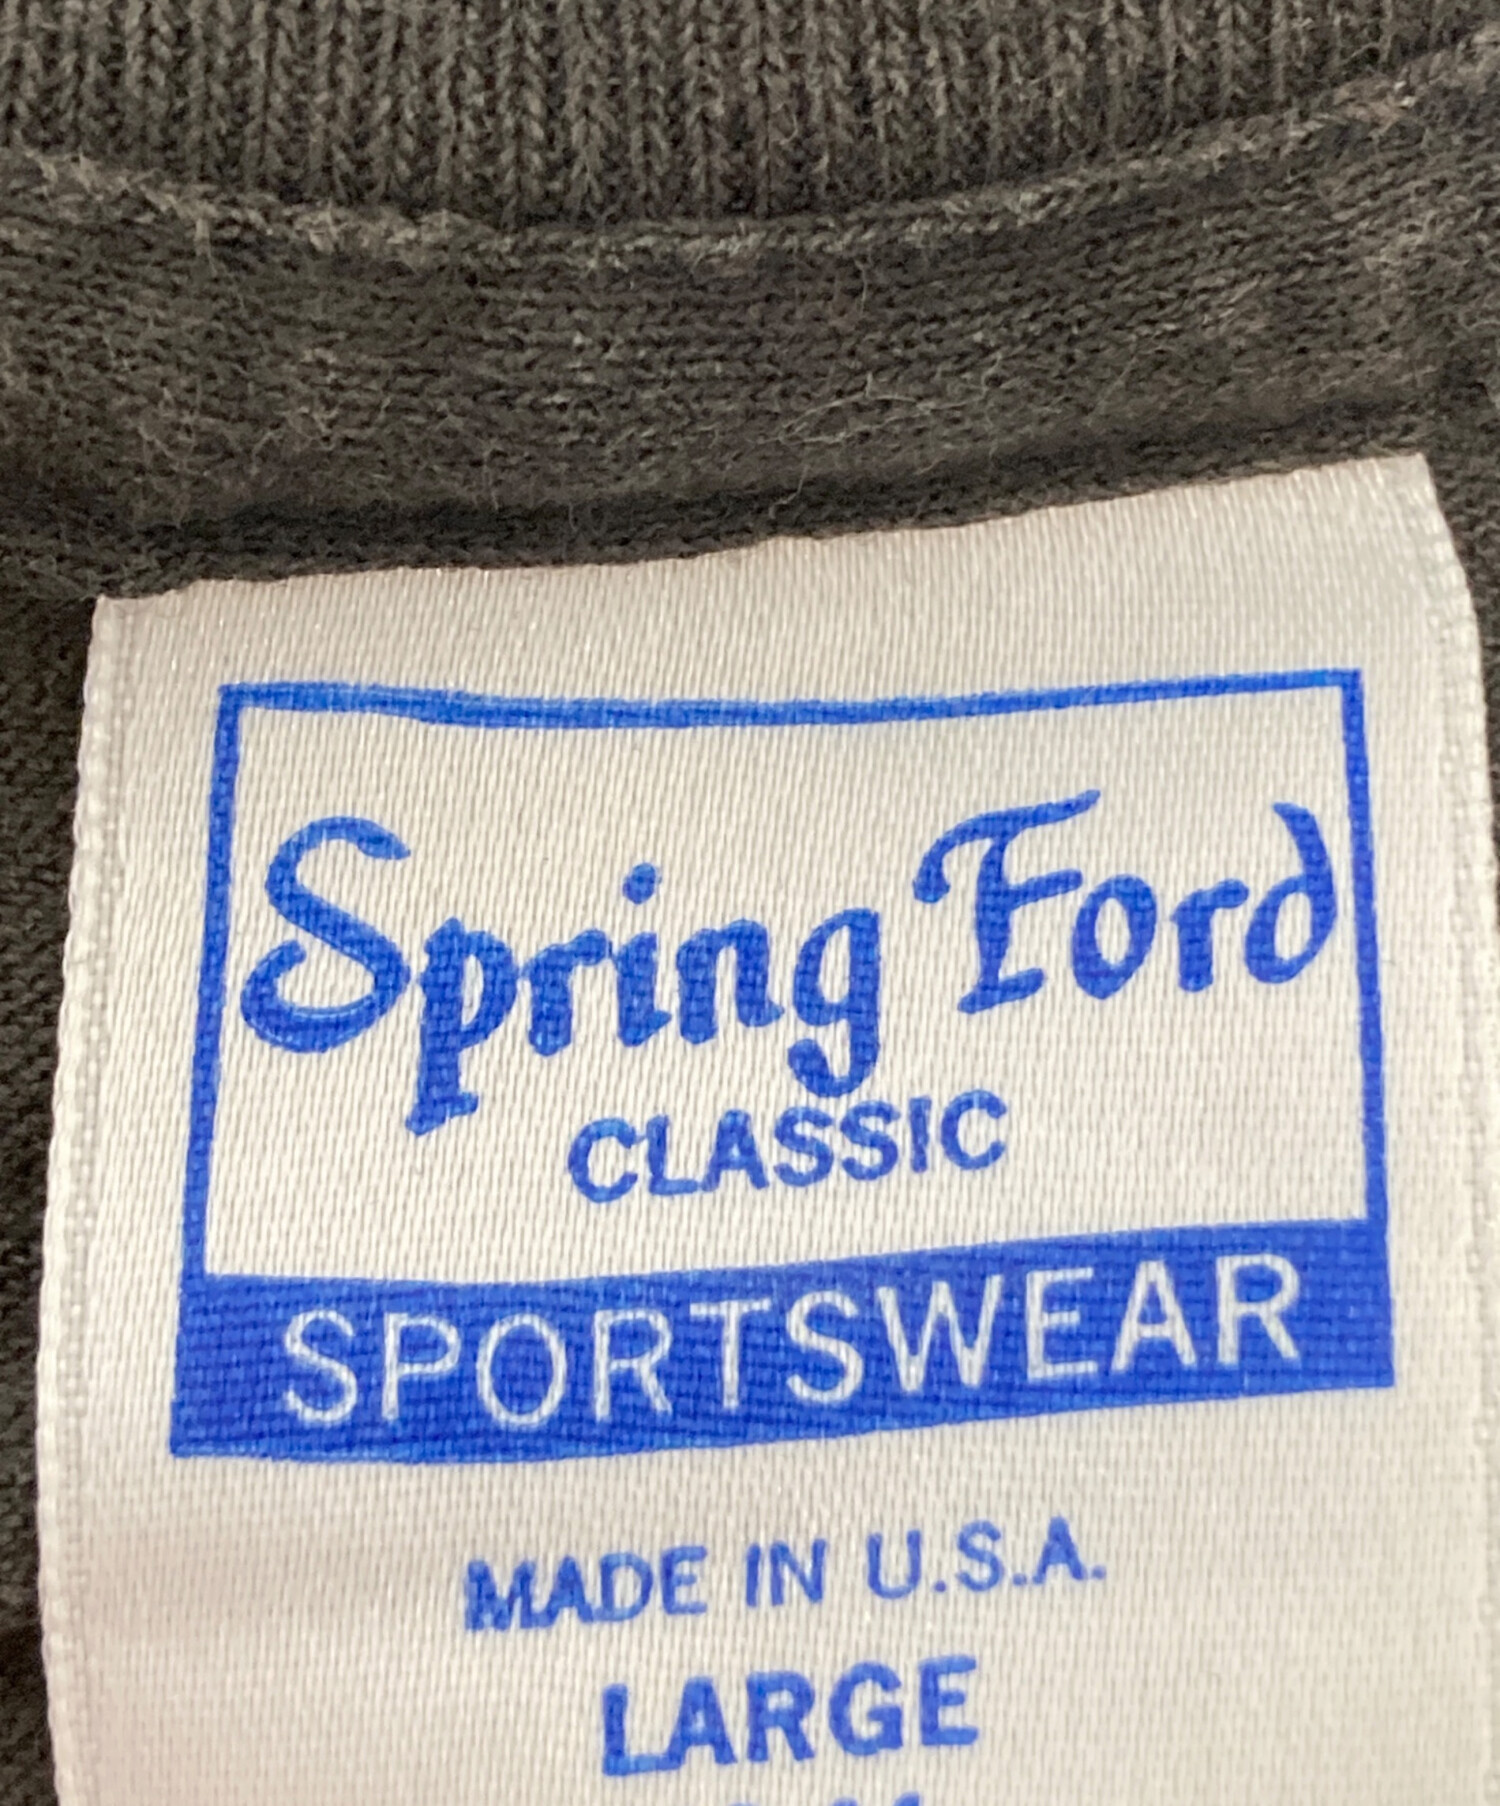 Spring Ford
CLASSIC
SPORTSWEAR
MADE IN U.S.A.
LARGE